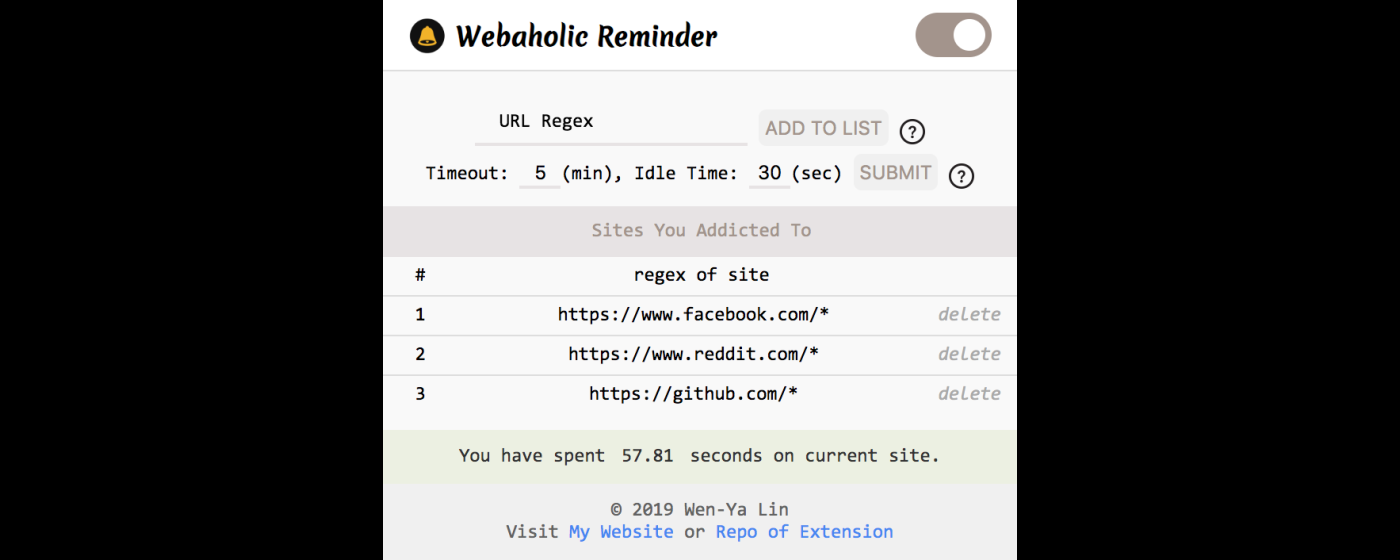 Webaholic Reminder
URL Regex ADD TO LIST ?
Timeout: 5 (min), Idle Time: 30 (sec) SUBMIT ?
Sites You Addicted To
# regex of site
1 https://www.facebook.com/* delete
2 https://www.reddit.com/* delete
3 https://github.com/* delete
You have spent 57.81 seconds on current site.
© 2019 Wen-Ya Lin
Visit My Website or Repo of Extension